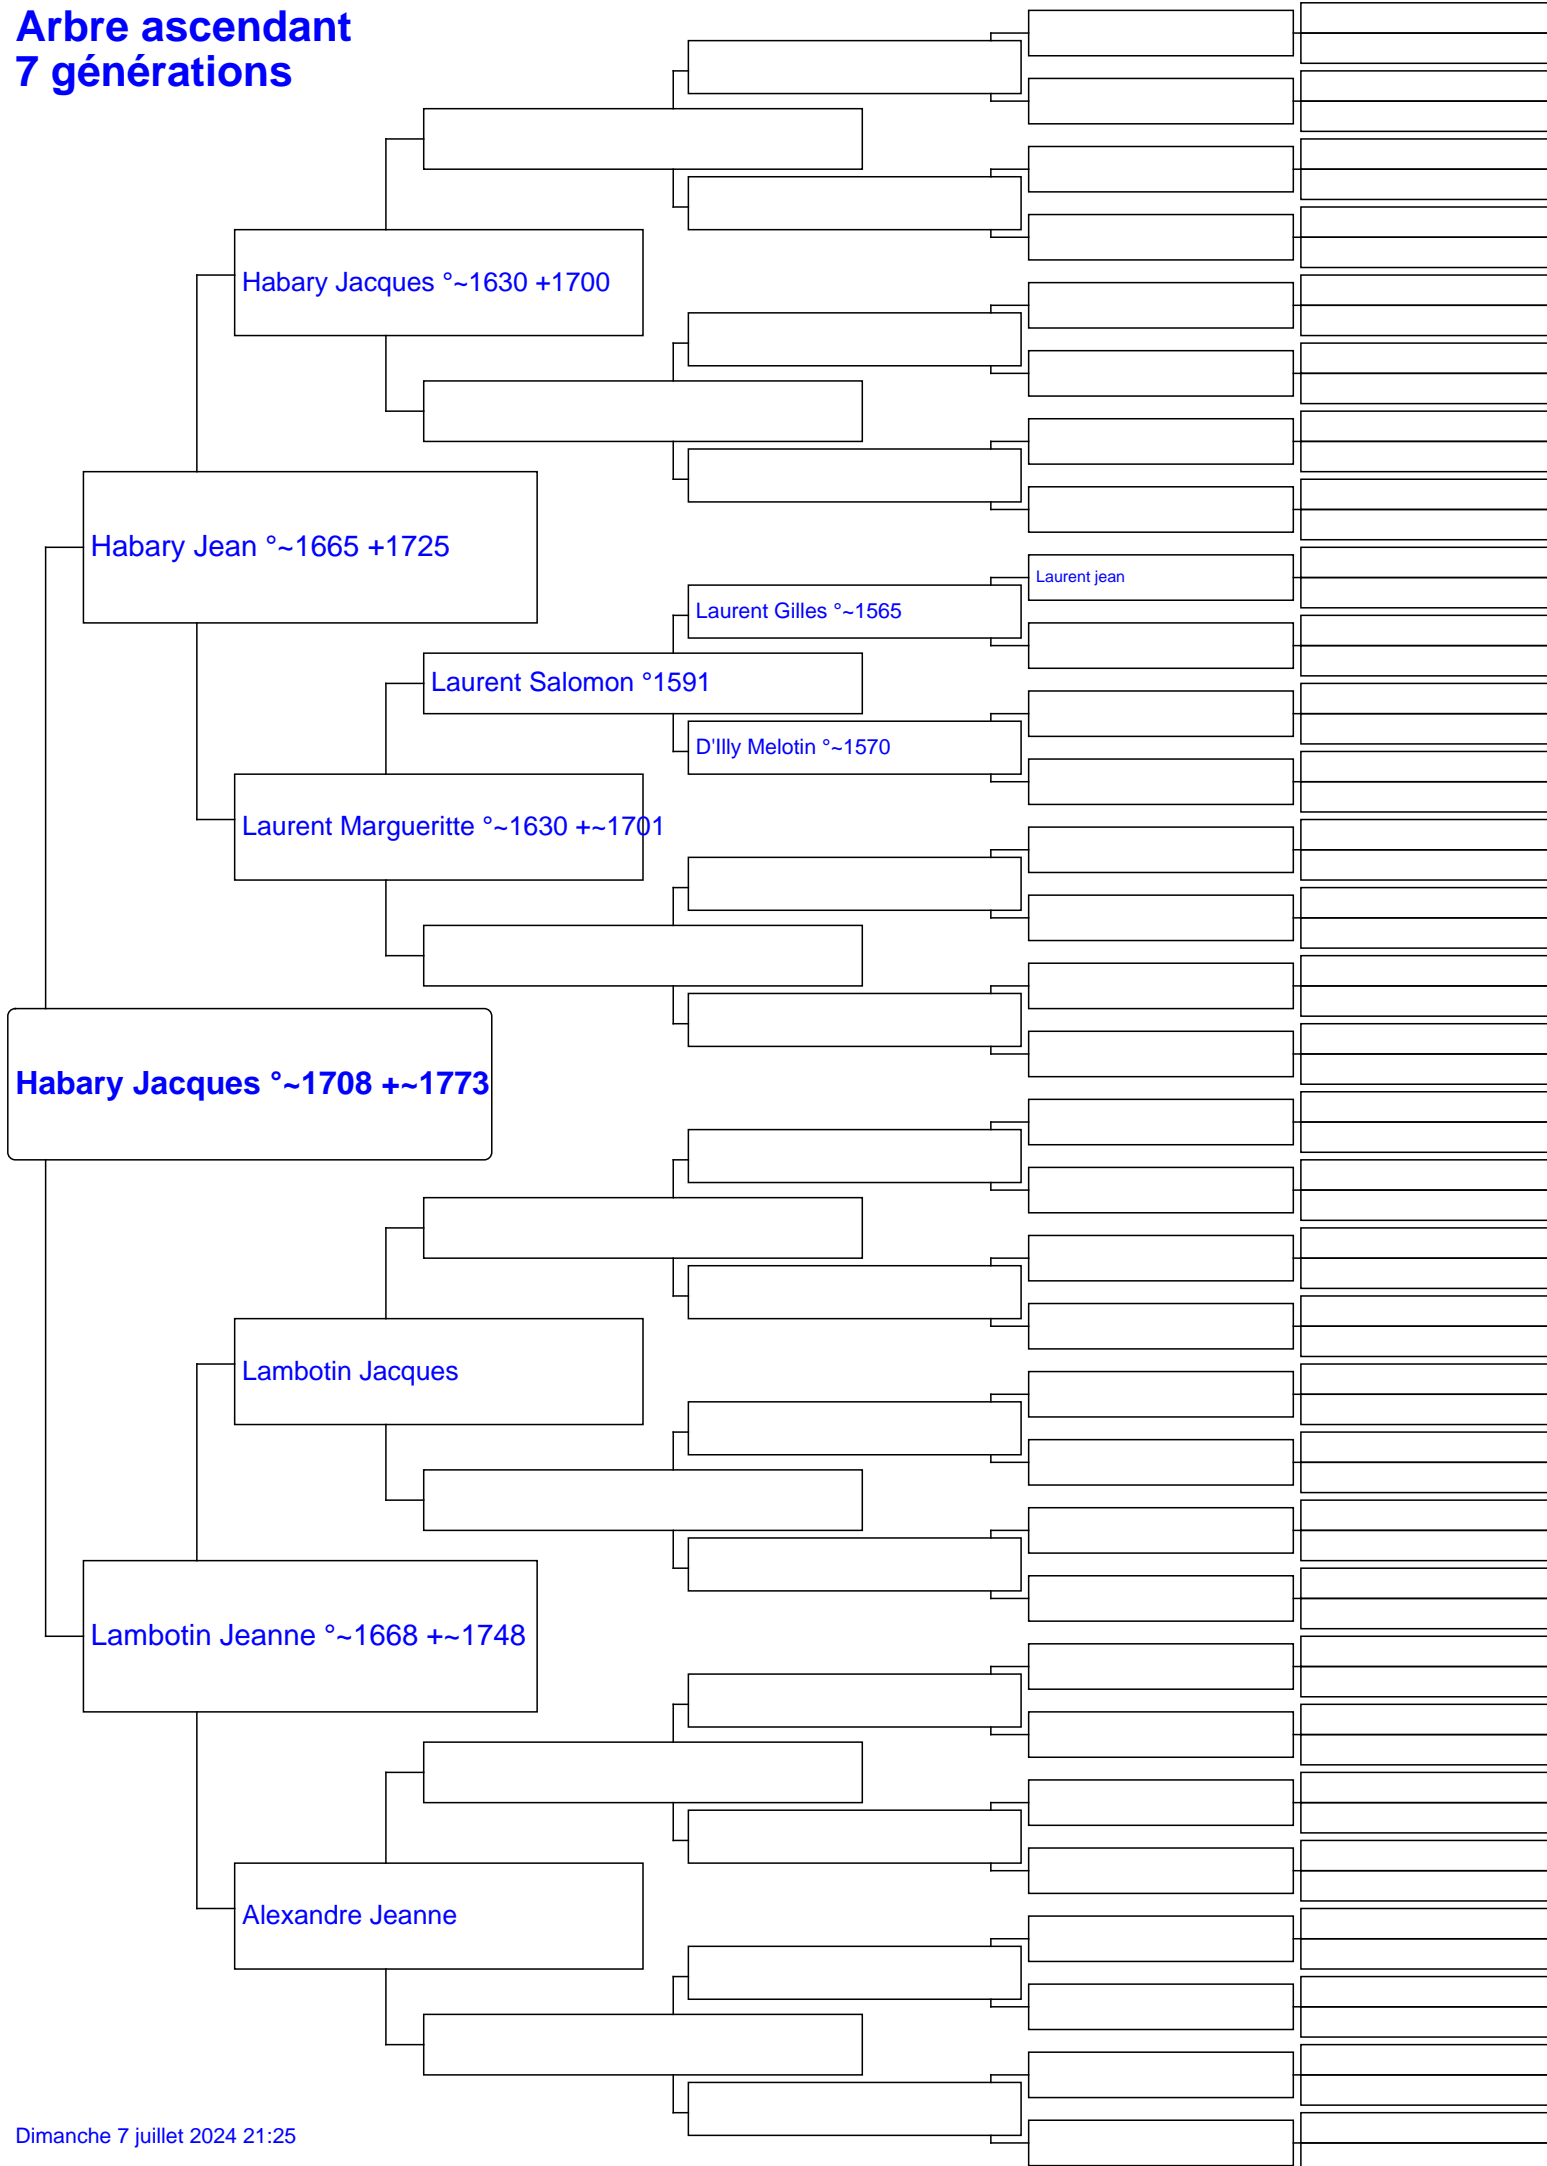 Arbre ascendant
7 générations
Habary Jacques °~1630 +1700
Habary Jean °~1665 +1725
Laurent jean
Laurent Gilles °~1565
Laurent Salomon °1591
D'Illy Melotin °~1570
Laurent Margueritte °~1630 +~1701
Habary Jacques °~1708 +~1773
Lambotin Jacques
Lambotin Jeanne °~1668 +~1748
Alexandre Jeanne
Dimanche 7 juillet 2024 21:25